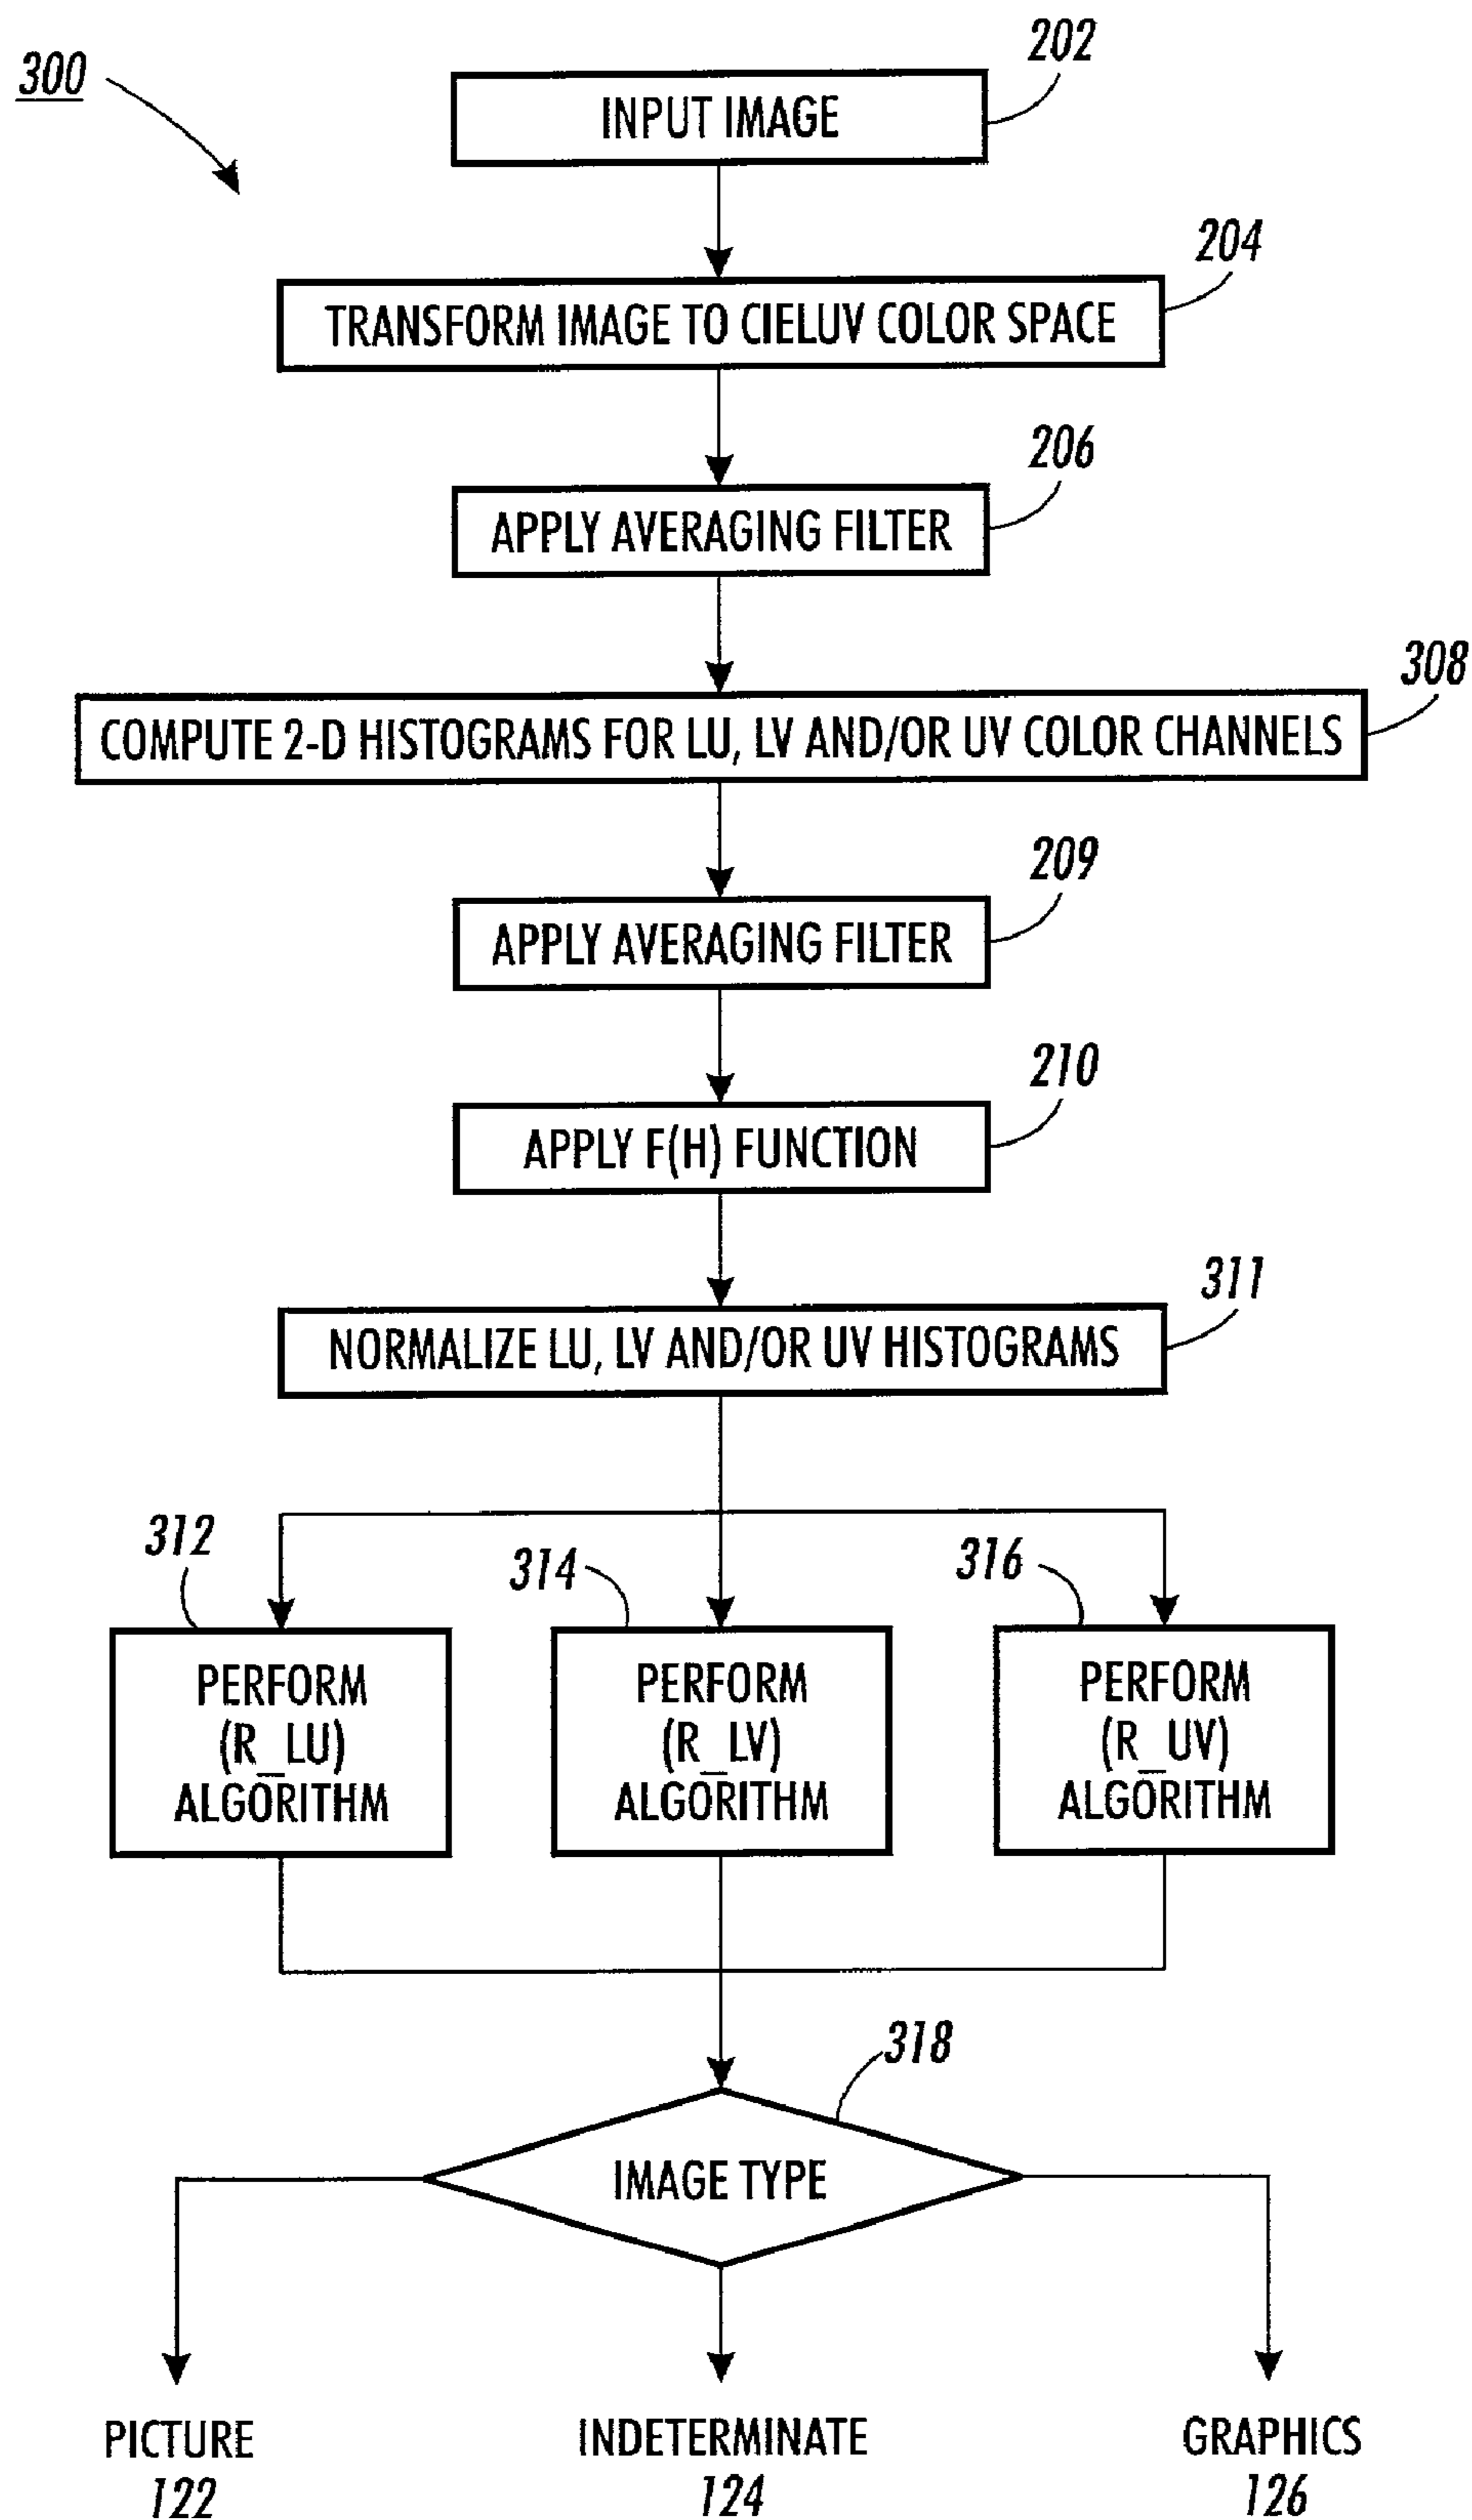 300
202
INPUT IMAGE
204
TRANSFORM IMAGE TO CIELUV COLOR SPACE
206
APPLY AVERAGING FILTER
308
COMPUTE 2-D HISTOGRAMS FOR LU, LV AND/OR UV COLOR CHANNELS
209
APPLY AVERAGING FILTER
210
APPLY F(H) FUNCTION
311
NORMALIZE LU, LV AND/OR UV HISTOGRAMS
312
PERFORM
(R_LU)
ALGORITHM
314
PERFORM
(R_LV)
ALGORITHM
316
PERFORM
(R_UV)
ALGORITHM
318
IMAGE TYPE
PICTURE
122
INDETERMINATE
124
GRAPHICS
126